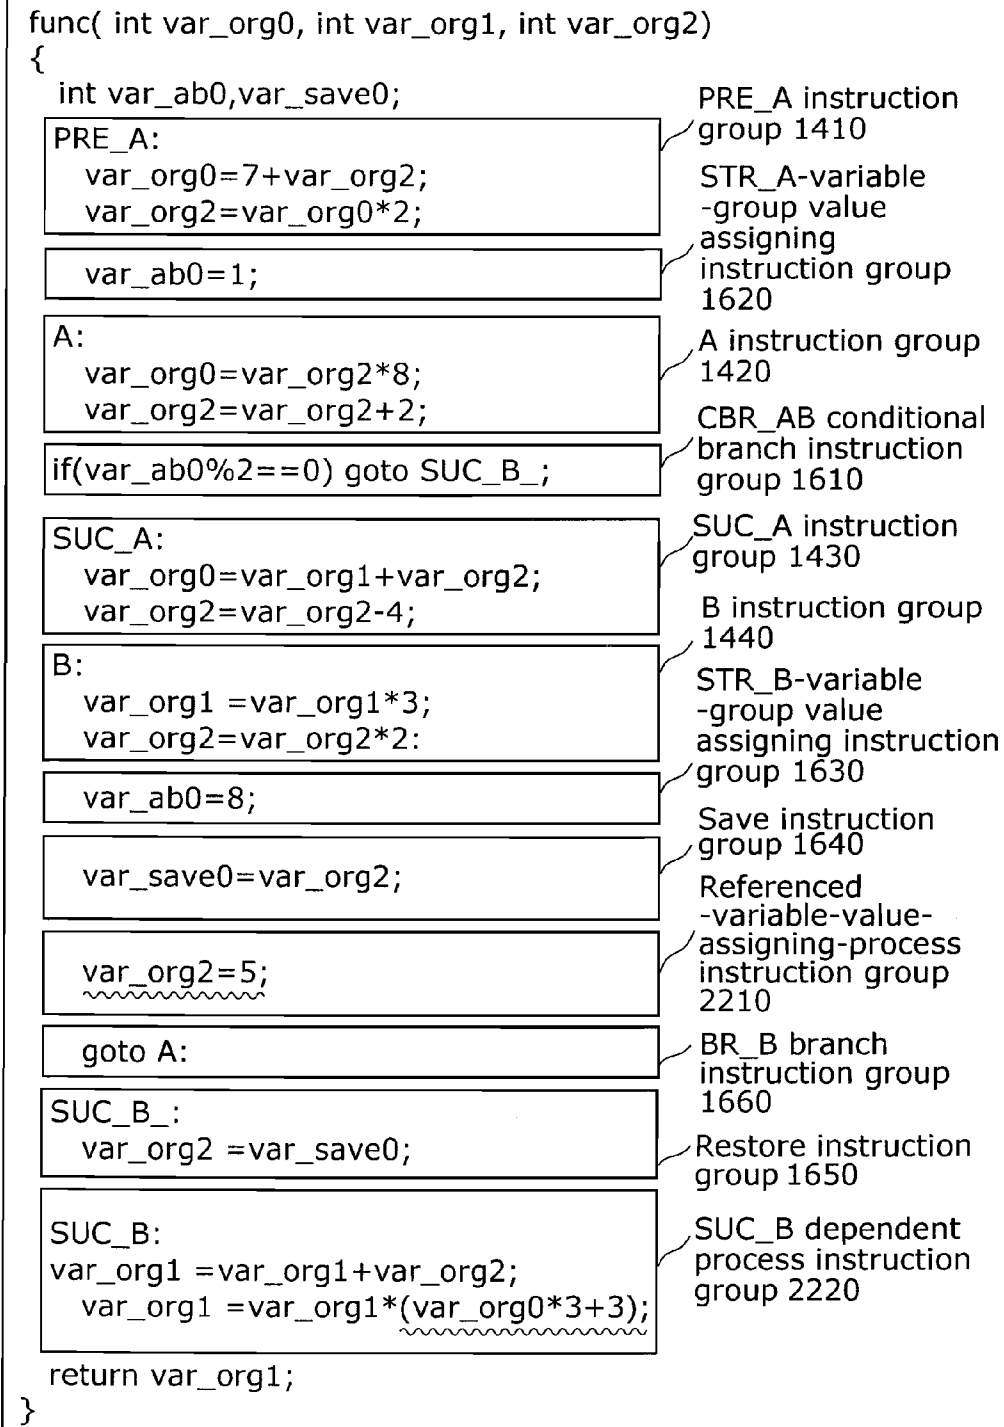 func( int var_org0, int var_org1, int var_org2)
{
int var_ab0,var_save0;
PRE_A:
var_org0=7+var_org2;
var_org2=var_org0*2;
PRE_A instruction
group 1410
var_ab0=1;
STR_A-variable
-group value
assigning
instruction group
1620
A:
var_org0=var_org2*8;
var_org2=var_org2+2;
A instruction group
1420
if(var_ab0%2==0) goto SUC_B_;
CBR_AB conditional
branch instruction
group 1610
SUC_A:
var_org0=var_org1+var_org2;
var_org2=var_org2-4;
SUC_A instruction
group 1430
B:
var_org1 =var_org1*3;
var_org2=var_org2*2:
B instruction group
1440
var_ab0=8;
STR_B-variable
-group value
assigning instruction
group 1630
var_save0=var_org2;
Save instruction
group 1640
var_org2=5;
Referenced
-variable-value-
assigning-process
instruction group
2210
goto A:
BR_B branch
instruction group
1660
SUC_B_:
var_org2 =var_save0;
Restore instruction
group 1650
SUC_B:
var_org1 =var_org1+var_org2;
var_org1 =var_org1*(var_org0*3+3);
SUC_B dependent
process instruction
group 2220
return var_org1;
}